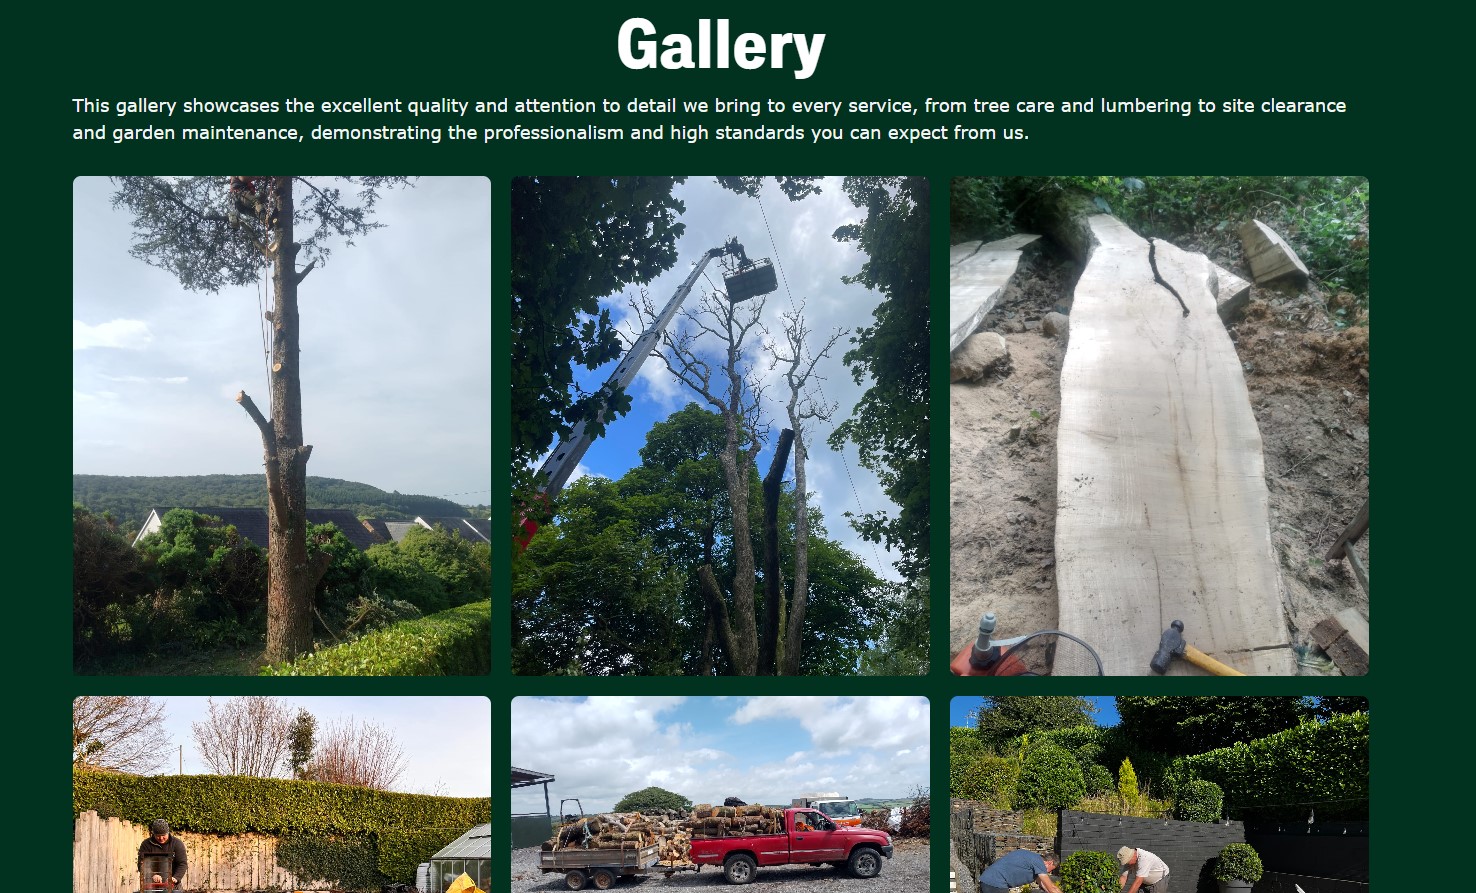 Gallery
This gallery showcases the excellent quality and attention to detail we bring to every service, from tree care and lumbering to site clearance
and garden maintenance, demonstrating the professionalism and high standards you can expect from us.